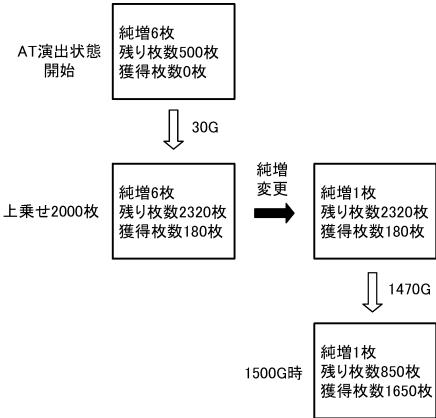 AT演出状態
開始
純増6枚
残り枚数500枚
獲得枚数0枚
30G
上乗せ2000枚
純増6枚
残り枚数2320枚
獲得枚数180枚
純増
変更
純増1枚
残り枚数2320枚
獲得枚数180枚
1470G
1500G時
純増1枚
残り枚数850枚
獲得枚数1650枚